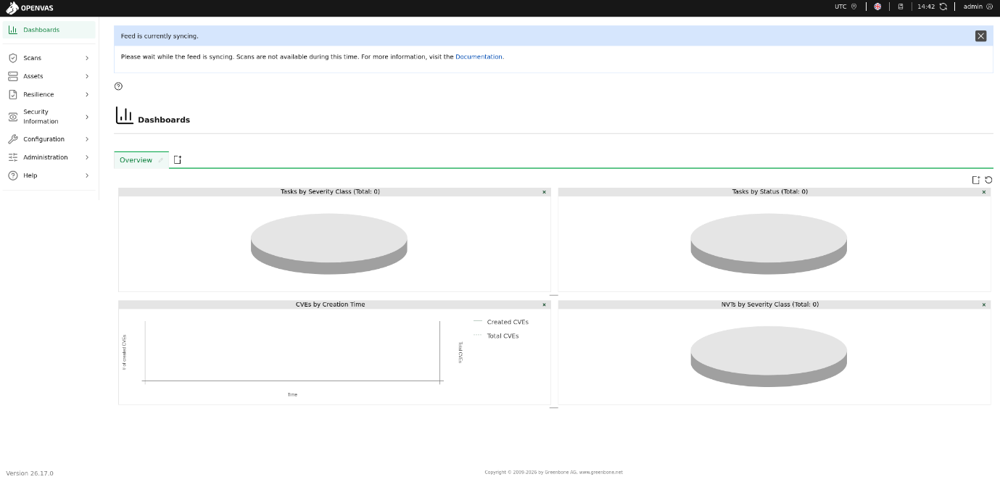 OPENVAS
UTC
14:42
admin
Dashboards
Scans
Assets
Resilience
Security
Information
Configuration
Administration
Help
Feed is currently syncing.
Please wait while the feed is syncing. Scans are not available during this time. For more information, visit the Documentation.
Dashboards
Overview
Tasks by Severity Class (Total: 0)
Tasks by Status (Total: 0)
CVEs by Creation Time
# of created CVEs
Time
Total CVEs
Created CVEs
Total CVEs
NVTs by Severity Class (Total: 0)
Version 26.17.0
Copyright © 2009-2026 by Greenbone AG, www.greenbone.net